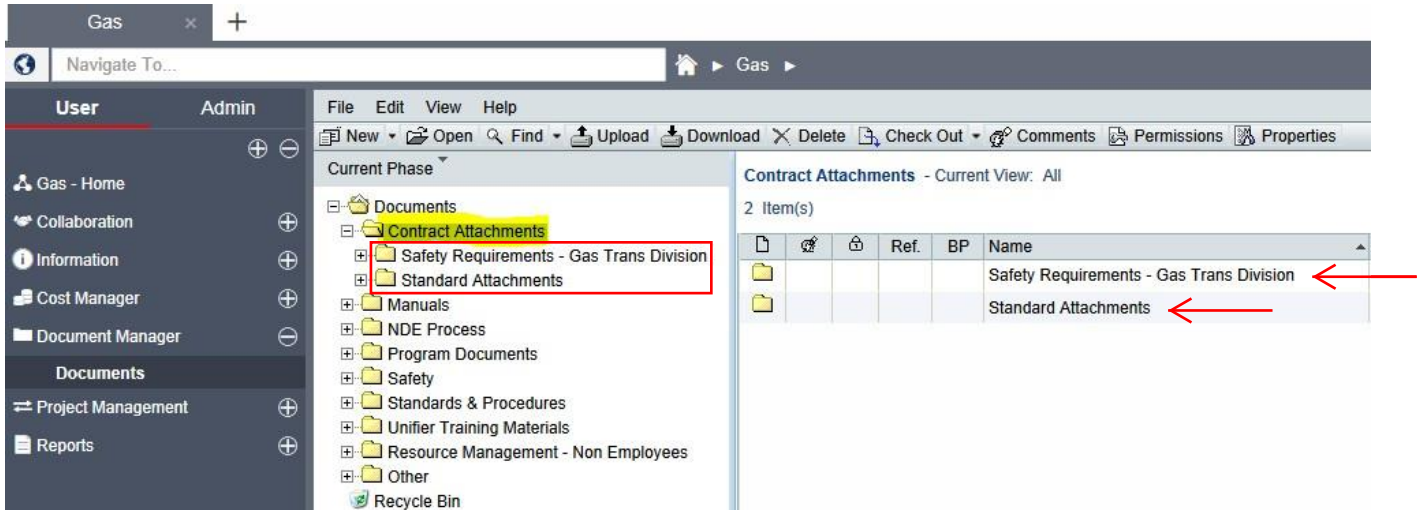 Gas × +
Navigate To...
Gas
User Admin
Gas - Home
Collaboration
Information
Cost Manager
Document Manager
Documents
Project Management
Reports
File Edit View Help
New Open Find Upload Download Delete Check Out Comments Permissions Properties
Current Phase
Documents
Contract Attachments
Safety Requirements - Gas Trans Division
Standard Attachments
Manuals
NDE Process
Program Documents
Safety
Standards & Procedures
Unifier Training Materials
Resource Management - Non Employees
Other
Recycle Bin
Contract Attachments - Current View: All
2 Item(s)
Ref. BP Name
Safety Requirements - Gas Trans Division
Standard Attachments